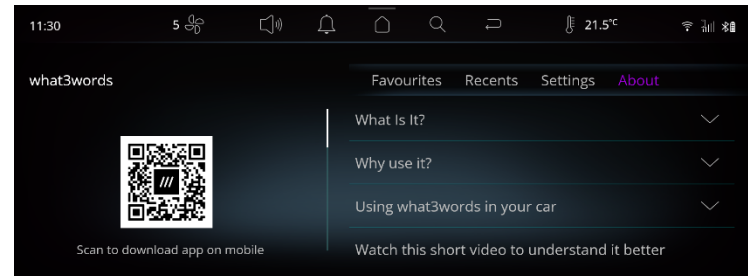 11:30
5
21.5°C
what3words
Favourites Recents Settings About
What Is It?
Why use it?
Using what3words in your car
Scan to download app on mobile
Watch this short video to understand it better